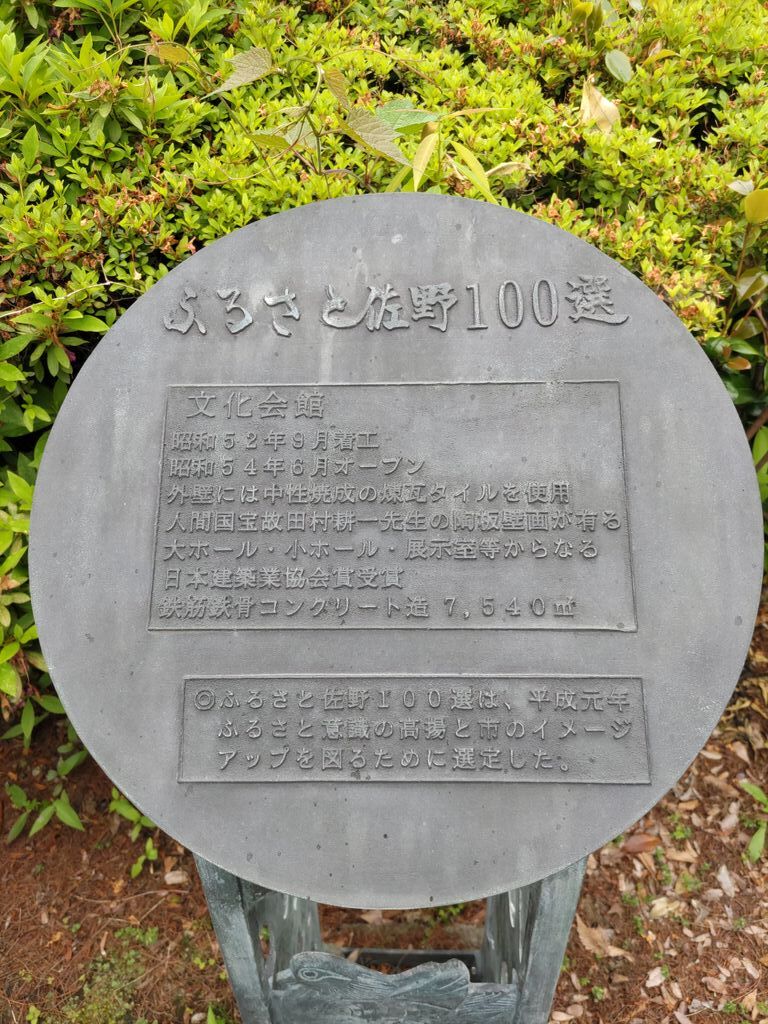 ふるさと佐野100選
文化会館
昭和52年9月着工
昭和54年6月オープン
外壁には中性焼成の煉瓦タイルを使用
人間国宝故田村耕一先生の陶板壁画が有る
大ホール・小ホール・展示室等からなる
日本建築業協会賞受賞
鉄筋鉄骨コンクリート造 7,540㎡
◎ふるさと佐野100選は、平成元年
ふるさと意識の高揚と市のイメージ
アップを図るために選定した。